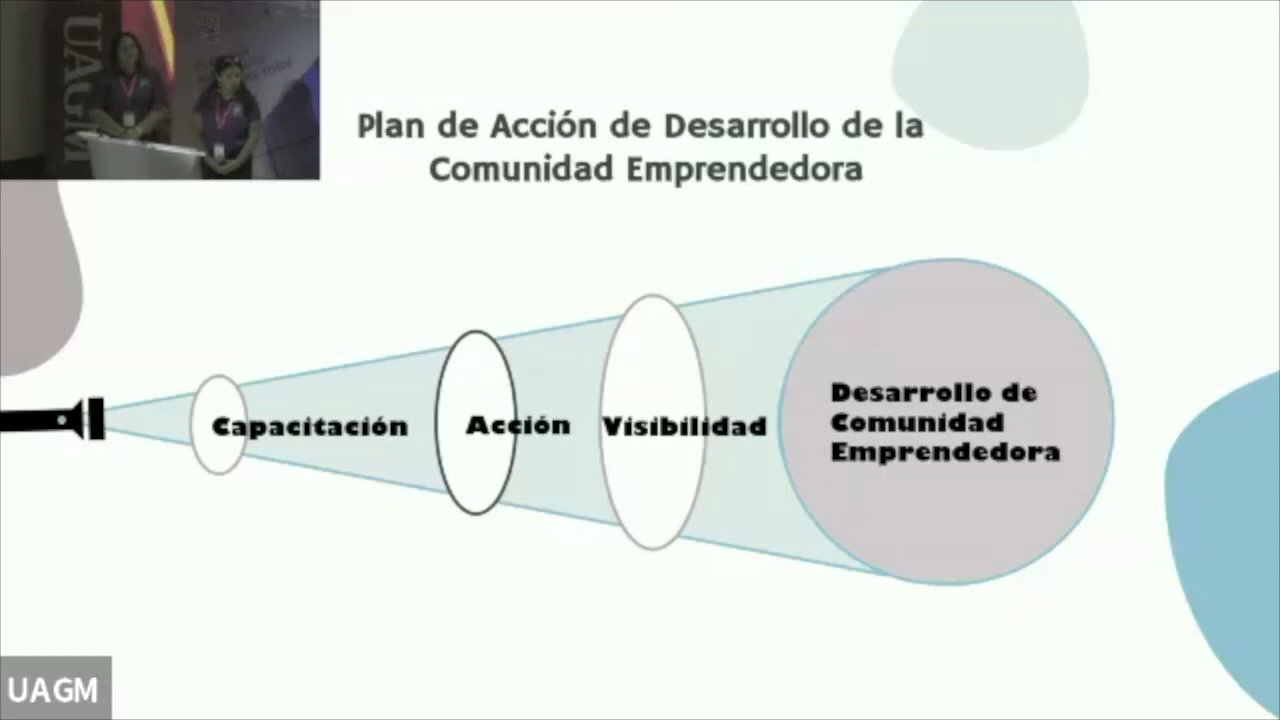 UAGM
Plan de Acción de Desarrollo de la
Comunidad Emprendedora
Capacitación
Acción
Visibilidad
Desarrollo de
Comunidad
Emprendedora
UAGM